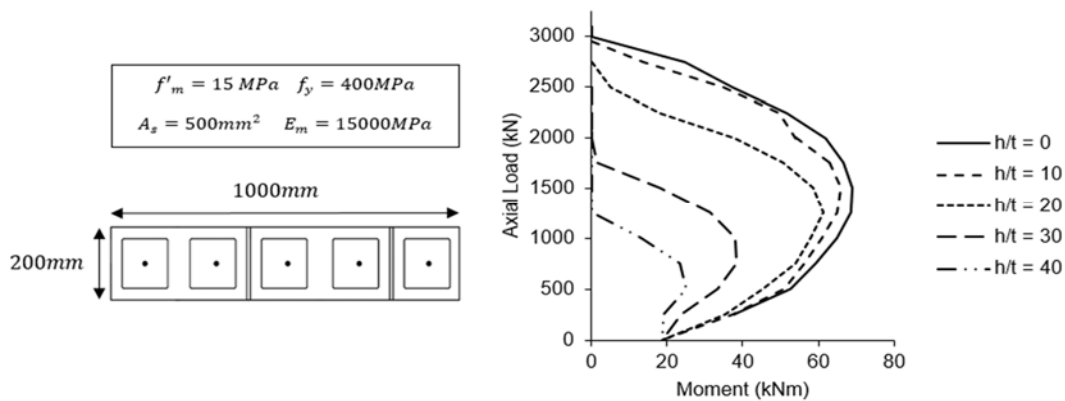 f'm = 15 MPa fy = 400MPa
As = 500mm² Em = 15000MPa
1000mm
200mm
Axial Load (kN)
3000
2500
2000
1500
1000
500
0
0 20 40 60 80
Moment (kNm)
h/t = 0
h/t = 10
h/t = 20
h/t = 30
h/t = 40